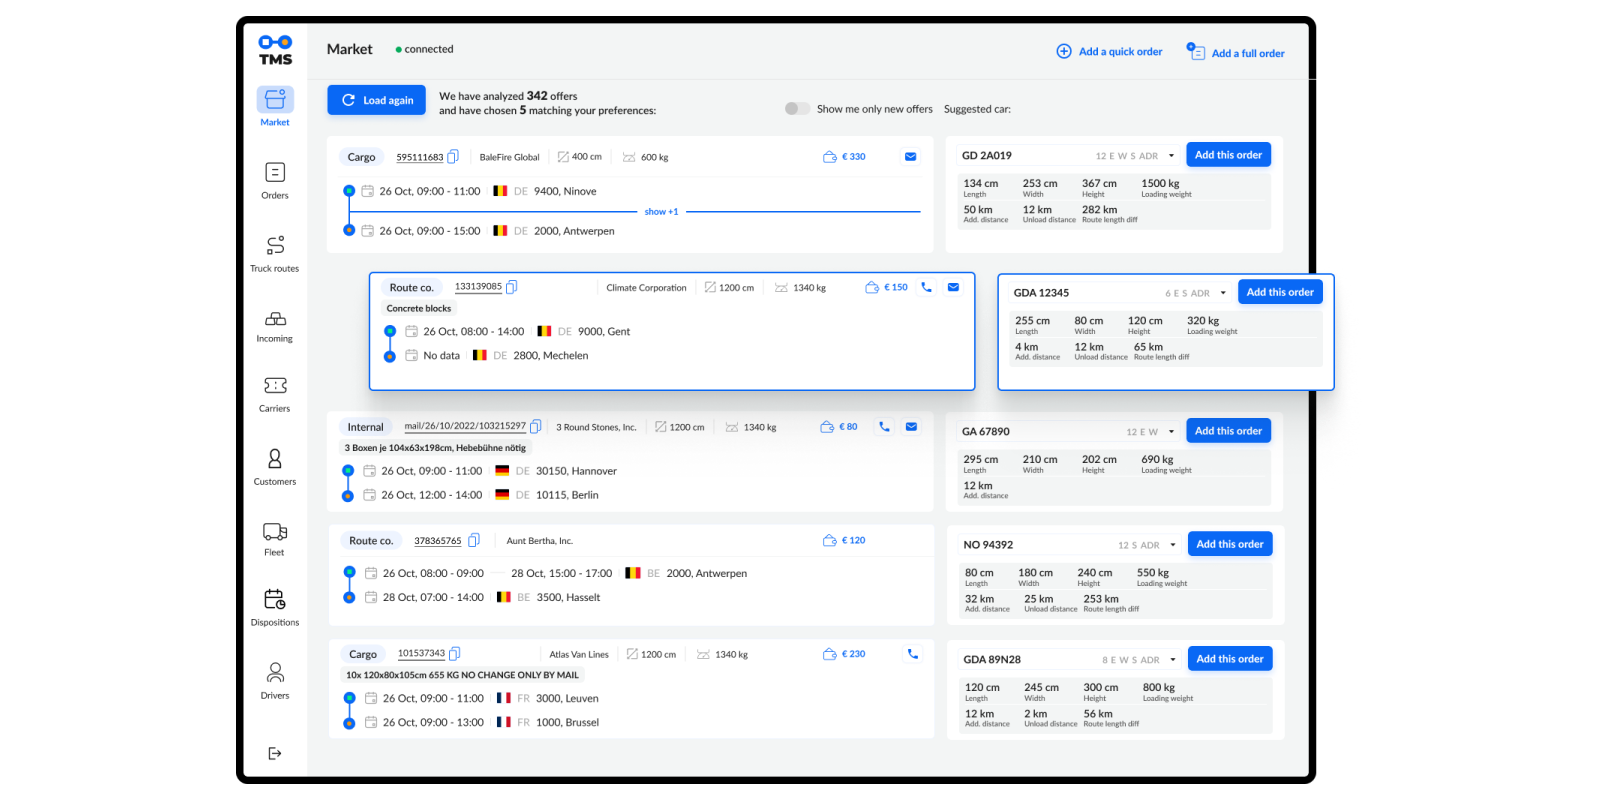 TMS
Market
connected
Add a quick order
Add a full order
Load again
We have analyzed 342 offers
and have chosen 5 matching your preferences:
Show me only new offers
Suggested car:
Market
Orders
Truck routes
Incoming
Carriers
Customers
Fleet
Dispositions
Drivers
Cargo 595111683 BaleFire Global 400 cm 600 kg € 330
26 Oct, 09:00 - 11:00 DE 9400, Ninove
show +1
26 Oct, 09:00 - 15:00 DE 2000, Antwerpen
GD 2A019 12 E W S ADR Add this order
134 cm 253 cm 367 cm 1500 kg
Length Width Height Loading weight
50 km 12 km 282 km
Add. distance Unload distance Route length diff
Route co. 133139085 Climate Corporation 1200 cm 1340 kg € 150
Concrete blocks
26 Oct, 08:00 - 14:00 DE 9000, Gent
No data DE 2800, Mechelen
GDA 12345 6 E S ADR Add this order
255 cm 80 cm 120 cm 320 kg
Length Width Height Loading weight
4 km 12 km 65 km
Add. distance Unload distance Route length diff
Internal mail/26/10/2022/103215297 3 Round Stones, Inc. 1200 cm 1340 kg € 80
3 Boxen je 104x63x198cm, Hebebühne nötig
26 Oct, 09:00 - 11:00 DE 30150, Hannover
26 Oct, 12:00 - 14:00 DE 10115, Berlin
GA 67890 12 E W Add this order
295 cm 210 cm 202 cm 690 kg
Length Width Height Loading weight
12 km
Add. distance
Route co. 378365765 Aunt Bertha, Inc. € 120
26 Oct, 08:00 - 09:00 28 Oct, 15:00 - 17:00 BE 2000, Antwerpen
28 Oct, 07:00 - 14:00 BE 3500, Hasselt
NO 94392 12 S ADR Add this order
80 cm 180 cm 240 cm 550 kg
Length Width Height Loading weight
32 km 25 km 253 km
Add. distance Unload distance Route length diff
Cargo 101537343 Atlas Van Lines 1200 cm 1340 kg € 230
10x 120x80x105cm 655 KG NO CHANGE ONLY BY MAIL
26 Oct, 09:00 - 11:00 FR 3000, Leuven
26 Oct, 09:00 - 13:00 FR 1000, Brussel
GDA 89N28 8 E W S ADR Add this order
120 cm 245 cm 300 cm 800 kg
Length Width Height Loading weight
12 km 2 km 56 km
Add. distance Unload distance Route length diff